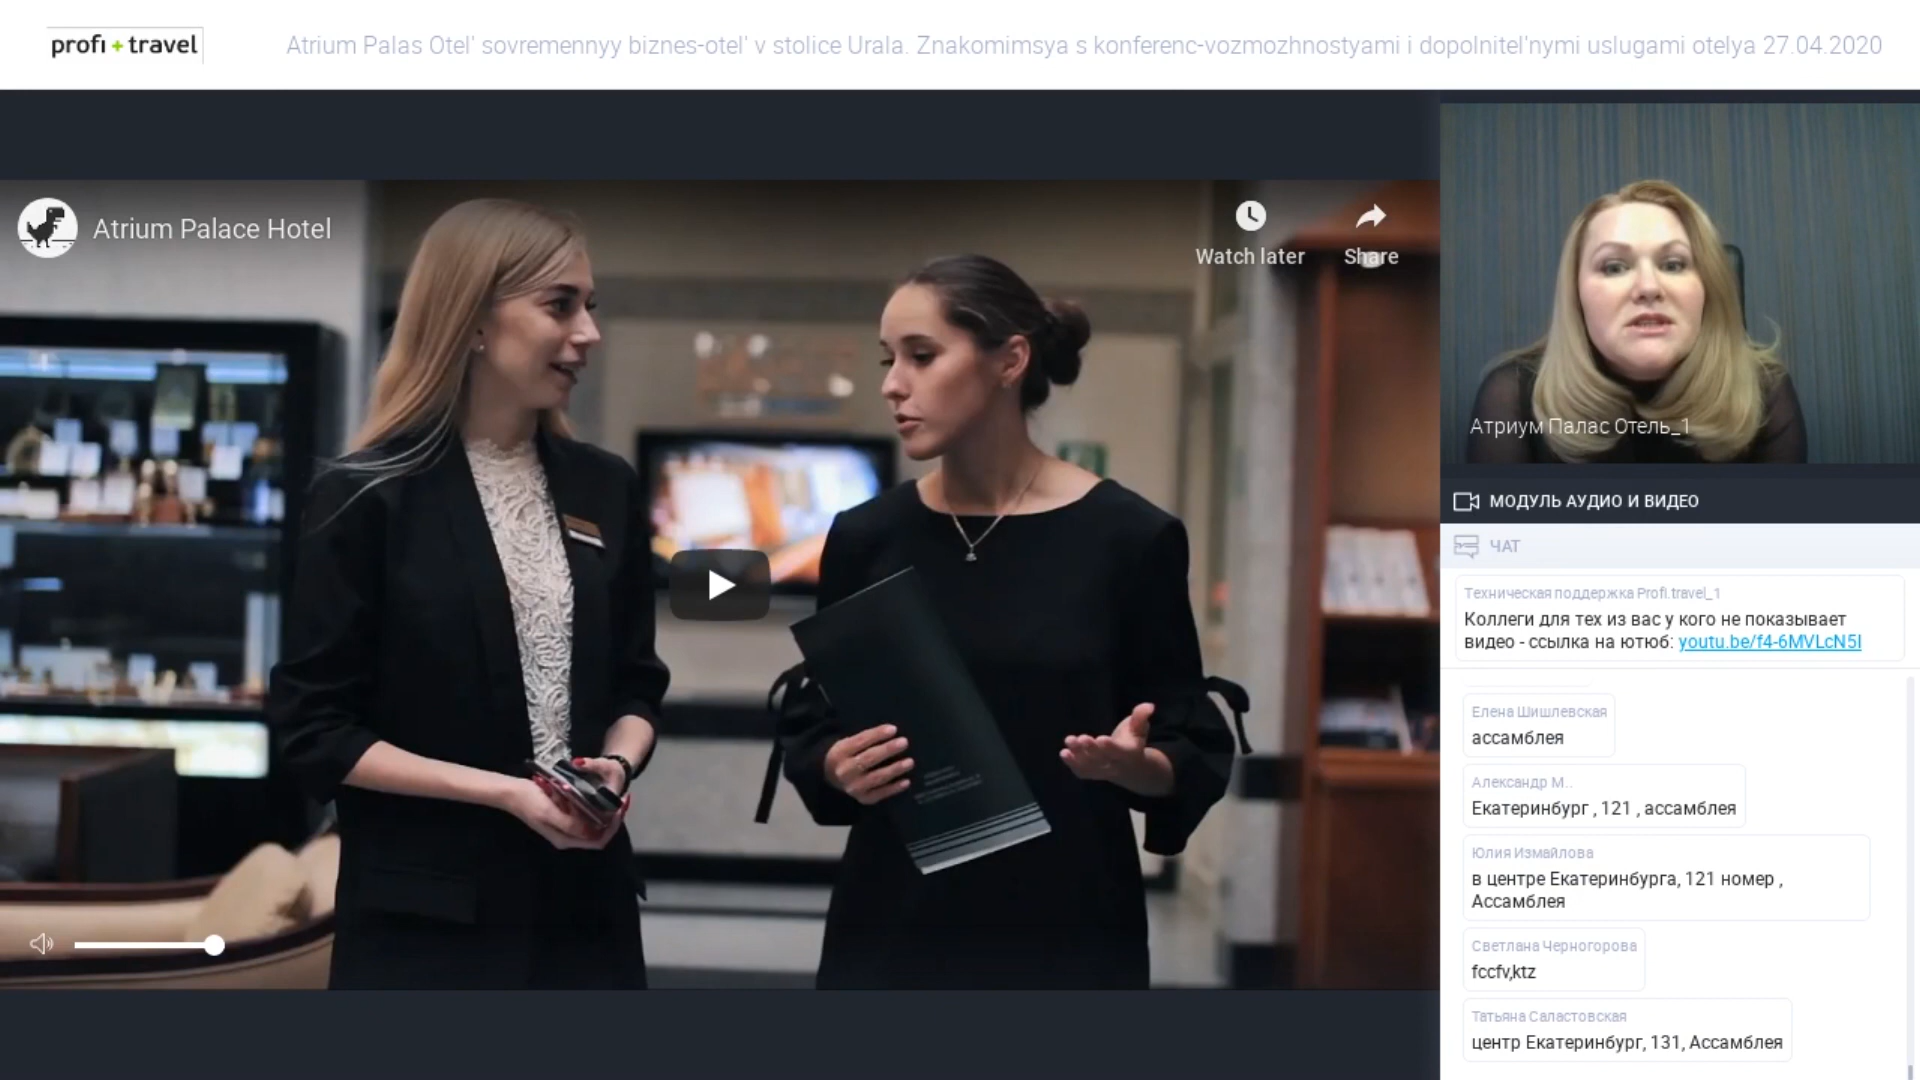 profi + travel
Atrium Palas Otel' sovremennyy biznes-otel' v stolice Urala. Znakomimsya s konferenc-vozmozhnostyami i dopolnitel'nymi uslugami otelya 27.04.2020
Atrium Palace Hotel
Watch later
Share
Атриум Палас Отель_1
МОДУЛЬ АУДИО И ВИДЕО
ЧАТ
Техническая поддержка Profi.travel_1
Коллеги для тех из вас у кого не показывает
видео - ссылка на ютюб: youtu.be/f4-6MVLcN5I
Елена Шишлевская
ассамблея
Александр М..
Екатеринбург , 121 , ассамблея
Юлия Измайлова
в центре Екатеринбурга, 121 номер ,
Ассамблея
Светлана Черногорова
fccfv,ktz
Татьяна Саластовская
центр Екатеринбург, 131, Ассамблея